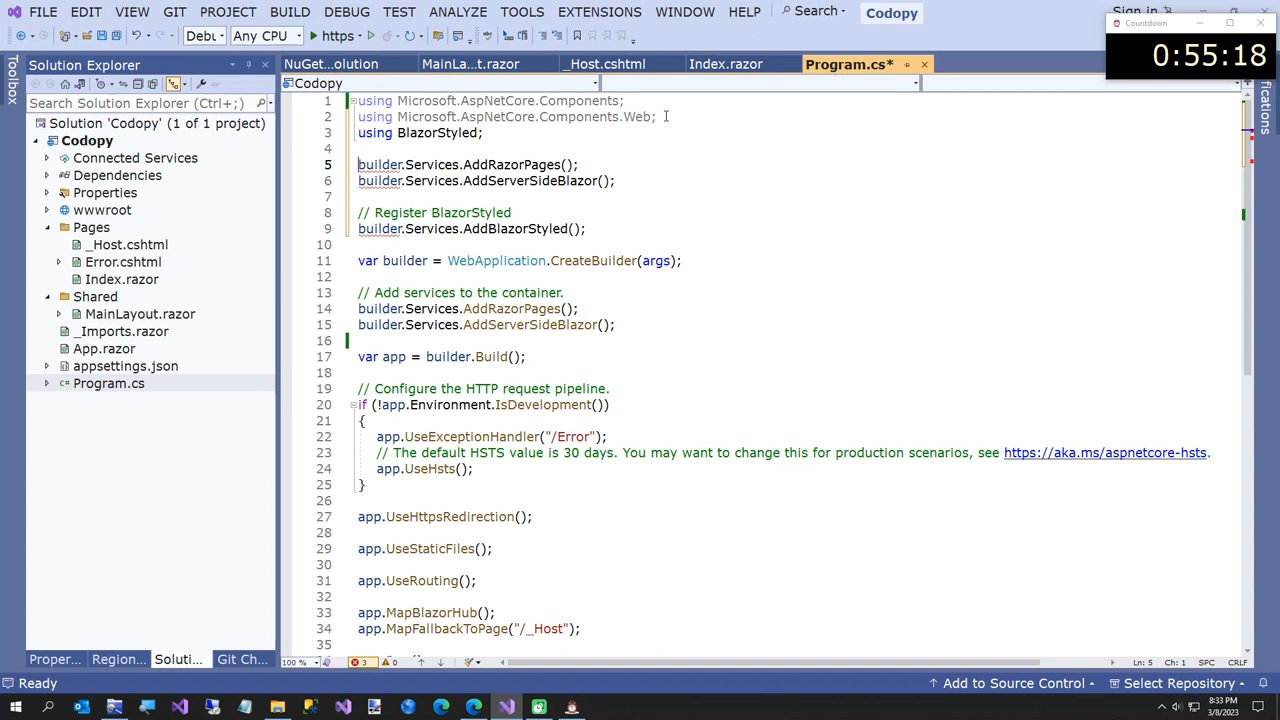 FILE EDIT VIEW GIT PROJECT BUILD DEBUG TEST ANALYZE TOOLS EXTENSIONS WINDOW HELP Search Codopy Sign in
Countdown
0:55:18
Debu Any CPU https
Toolbox
Solution Explorer
Search Solution Explorer (Ctrl+;)
Solution 'Codopy' (1 of 1 project)
Codopy
Connected Services
Dependencies
Properties
wwwroot
Pages
_Host.cshtml
Error.cshtml
Index.razor
Shared
MainLayout.razor
_Imports.razor
App.razor
appsettings.json
Program.cs
Proper... Region... Soluti... Git Ch...
NuGet...olution MainLa...t.razor _Host.cshtml Index.razor Program.cs*
Codopy
1 using Microsoft.AspNetCore.Components;
2 using Microsoft.AspNetCore.Components.Web;
3 using BlazorStyled;
4
5 builder.Services.AddRazorPages();
6 builder.Services.AddServerSideBlazor();
7
8 // Register BlazorStyled
9 builder.Services.AddBlazorStyled();
10
11 var builder = WebApplication.CreateBuilder(args);
12
13 // Add services to the container.
14 builder.Services.AddRazorPages();
15 builder.Services.AddServerSideBlazor();
16
17 var app = builder.Build();
18
19 // Configure the HTTP request pipeline.
20 if (!app.Environment.IsDevelopment())
21 {
22 app.UseExceptionHandler("/Error");
23 // The default HSTS value is 30 days. You may want to change this for production scenarios, see https://aka.ms/aspnetcore-hsts.
24 app.UseHsts();
25 }
26
27 app.UseHttpsRedirection();
28
29 app.UseStaticFiles();
30
31 app.UseRouting();
32
33 app.MapBlazorHub();
34 app.MapFallbackToPage("/_Host");
35
100 % 3 0 Ln: 5 Ch: 1 SPC CRLF
Ready Add to Source Control Select Repository
8:33 PM
3/8/2023